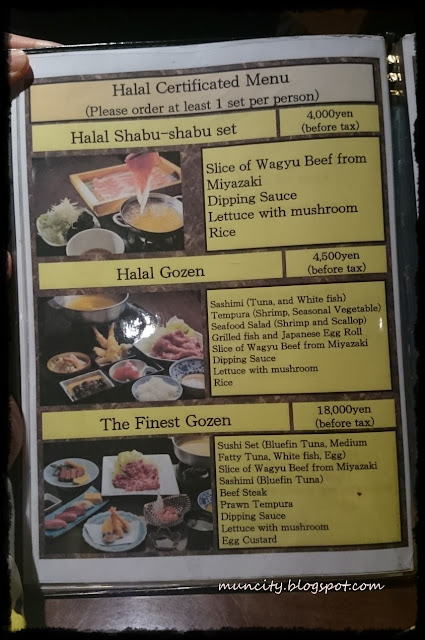 Halal Certificated Menu
(Please order at least 1 set per person)
Halal Shabu-shabu set
4,000yen
(before tax)
Slice of Wagyu Beef from
Miyazaki
Dipping Sauce
Lettuce with mushroom
Rice
Halal Gozen
4,500yen
(before tax)
Sashimi (Tuna, and White fish)
Tempura (Shrimp, Seasonal Vegetable)
Seafood Salad (Shrimp and Scallop)
Grilled fish and Japanese Egg Roll
Slice of Wagyu Beef from Miyazaki
Dipping Sauce
Lettuce with mushroom
Rice
The Finest Gozen
18,000yen
(before tax)
Sushi Set (Bluefin Tuna, Medium
Fatty Tuna, White fish, Egg)
Slice of Wagyu Beef from Miyazaki
Sashimi (Bluefin Tuna)
Beef Steak
Prawn Tempura
Dipping Sauce
Lettuce with mushroom
Egg Custard
muncity.blogspot.com